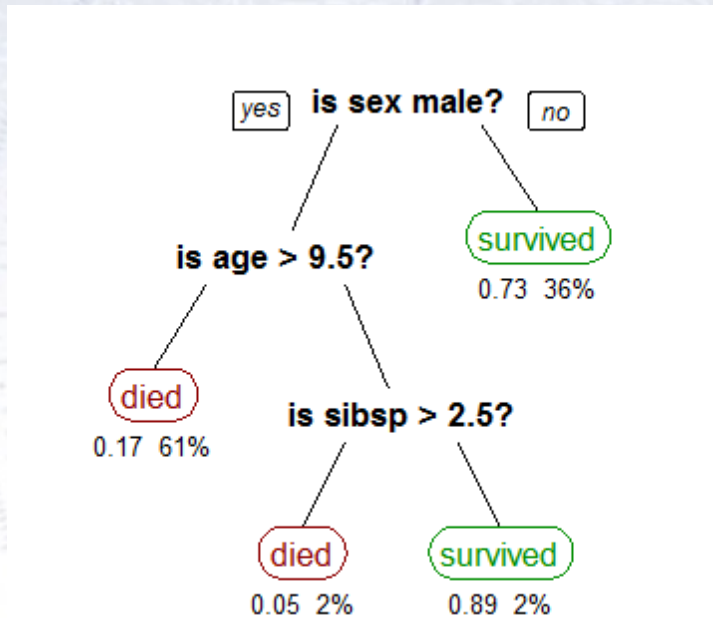 yes is sex male? no
is age > 9.5?
survived
0.73 36%
died
0.17 61%
is sibsp > 2.5?
died
0.05 2%
survived
0.89 2%